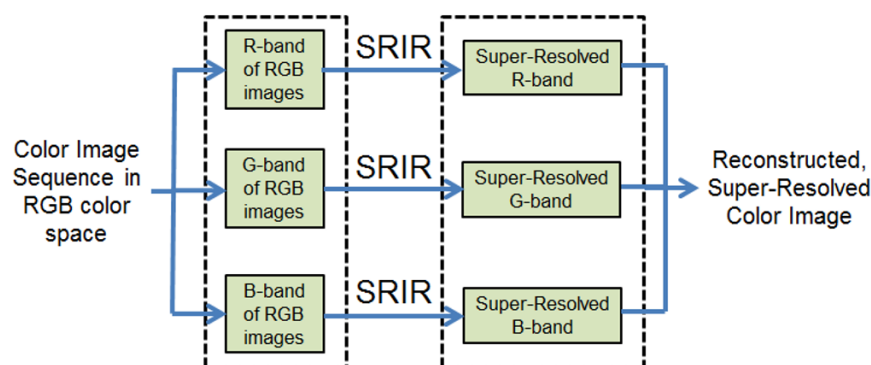 Color Image
Sequence in
RGB color
space
R-band
of RGB
images
SRIR
Super-Resolved
R-band
G-band
of RGB
images
SRIR
Super-Resolved
G-band
B-band
of RGB
images
SRIR
Super-Resolved
B-band
Reconstructed,
Super-Resolved
Color Image